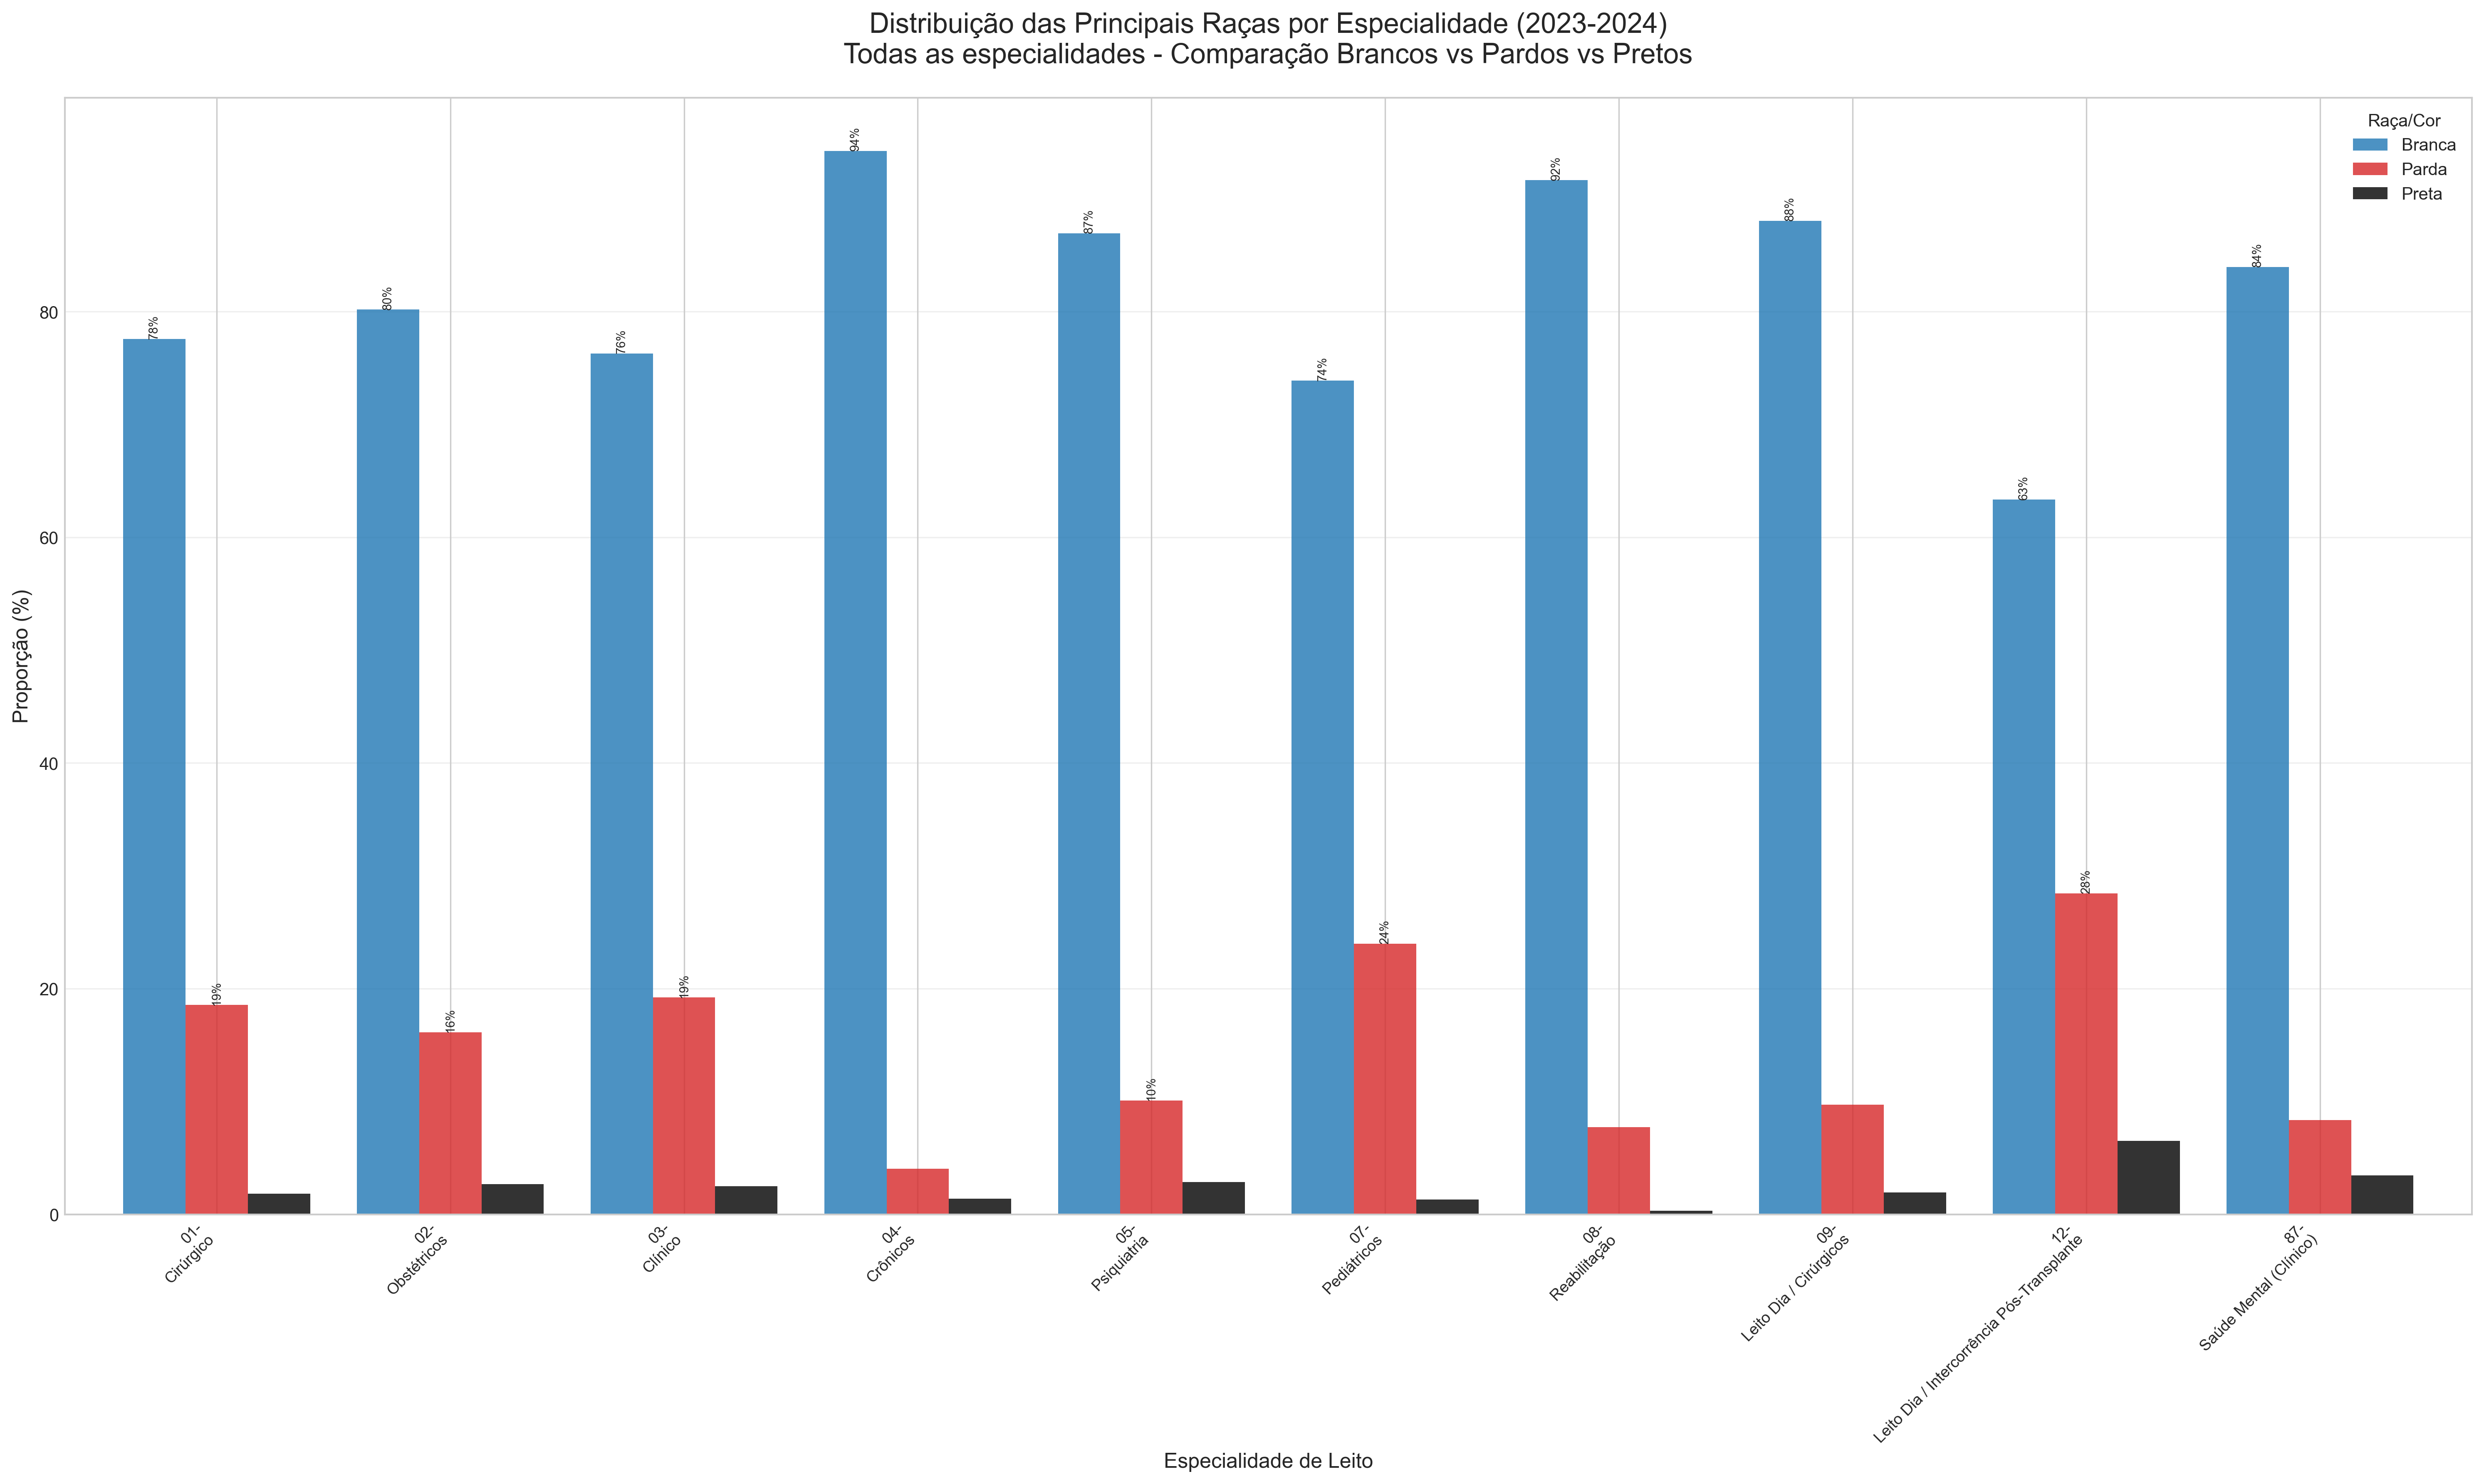 Distribuição das Principais Raças por Especialidade (2023-2024)
Todas as especialidades - Comparação Brancos vs Pardos vs Pretos
Raça/Cor
Branca
Parda
Preta
Proporção (%)
80
60
40
20
0
78%
19%
80%
16%
76%
19%
94%
87%
10%
74%
24%
92%
88%
63%
28%
84%
01-
Cirúrgico
02-
Obstétricos
03-
Clínico
04-
Crônicos
05-
Psiquiatria
07-
Pediátricos
08-
Reabilitação
09-
Leito Dia / Cirúrgicos
12-
Leito Dia / Intercorrência Pós-Transplante
87-
Saúde Mental (Clínico)
Especialidade de Leito